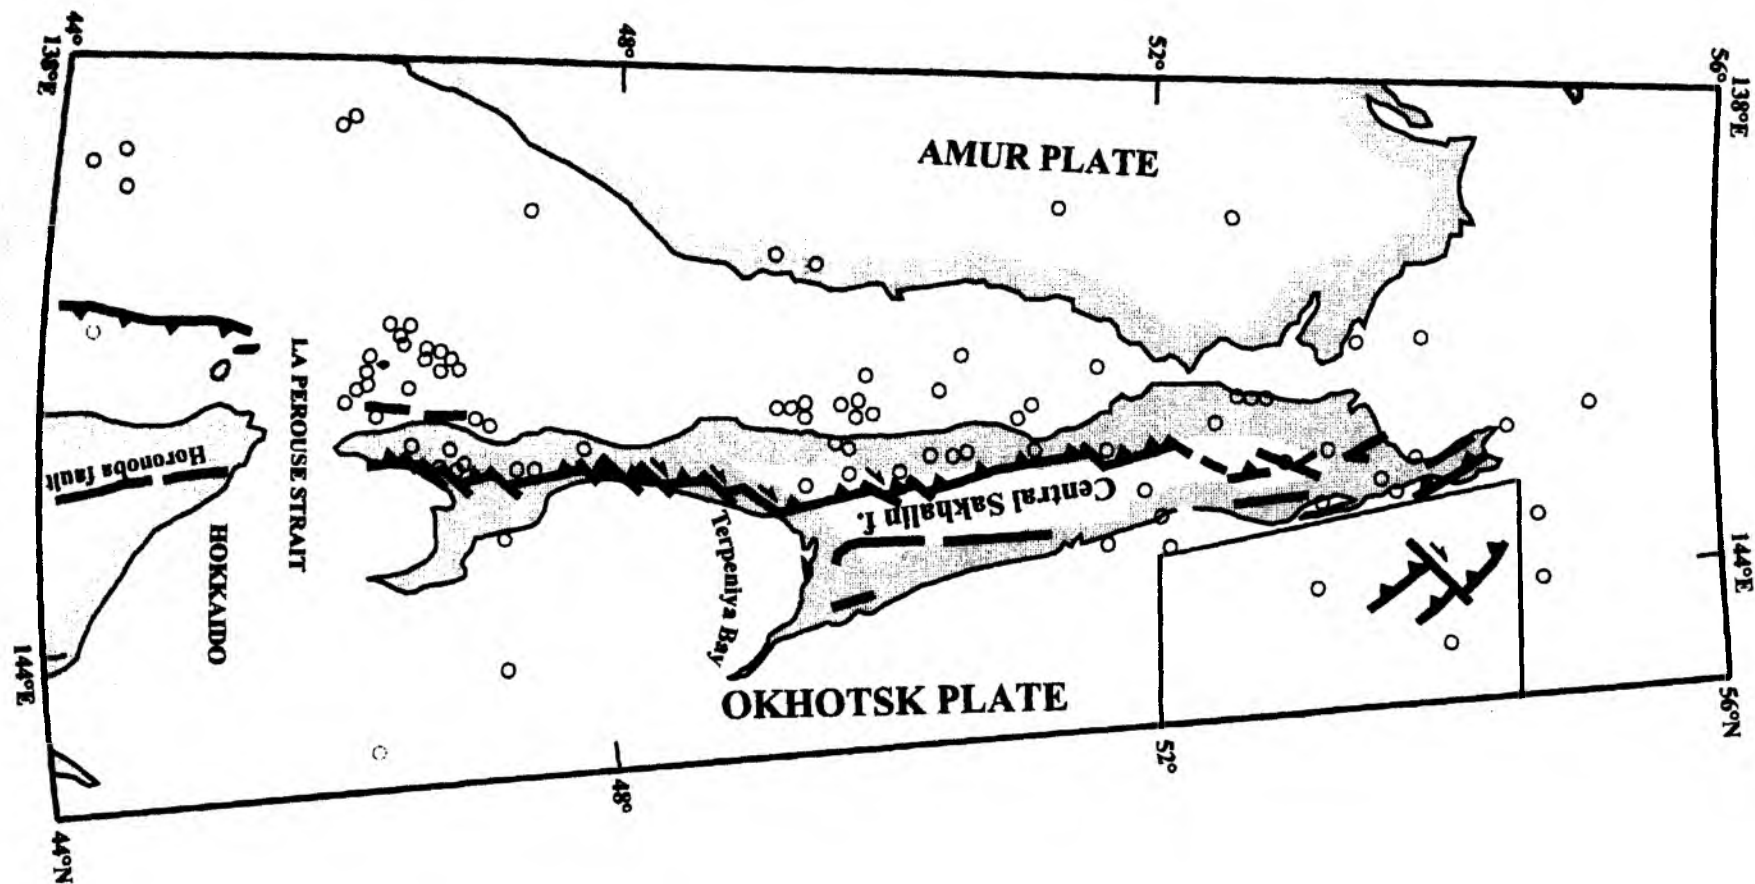 44°
138°E
48°
52°
56°
138°E
AMUR PLATE
LA PEROUSE STRAIT
Horonoba fault
HOKKAIDO
Terpeniya Bay
Central Sakhalin f.
OKHOTSK PLATE
144°E
144°E
44°N
48°
52°
56°N